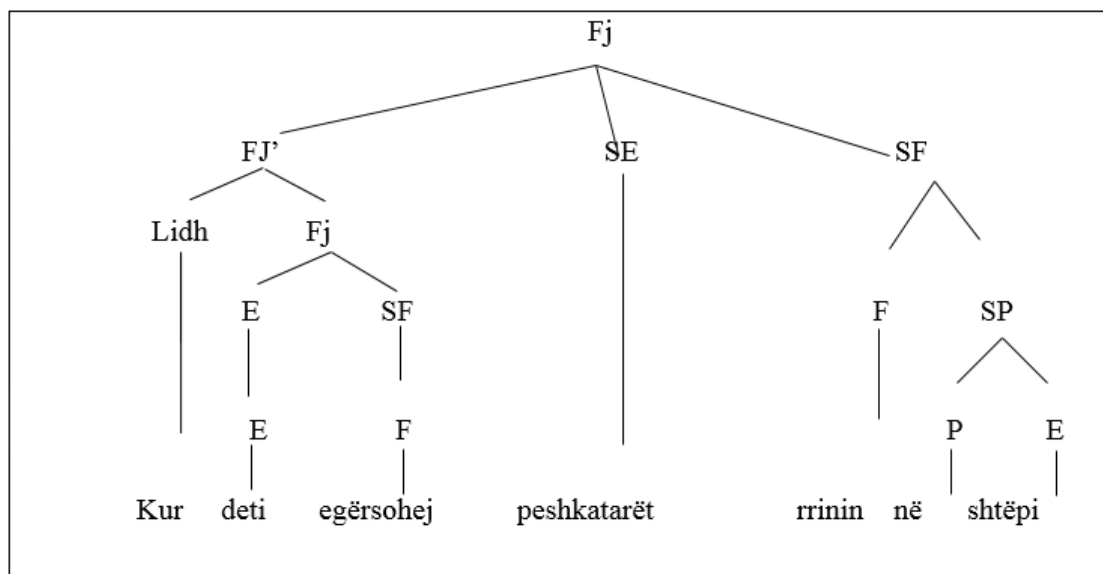 Fj
FJ’ SE SF
Lidh Fj
E SF F SP
E F P E
Kur deti egërsohej peshkatarët rrinin në shtëpi